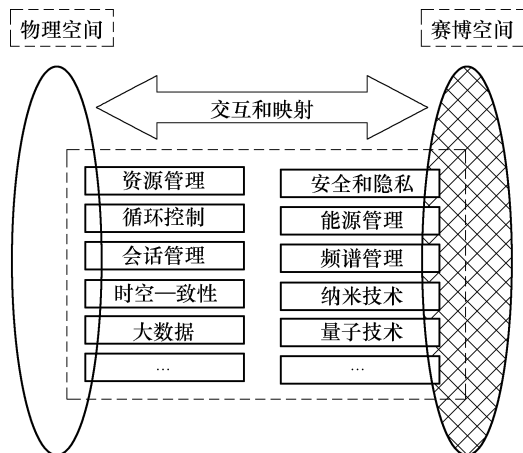 物理空间
赛博空间
交互和映射
资源管理
循环控制
会话管理
时空一致性
大数据
…
安全和隐私
能源管理
频谱管理
纳米技术
量子技术
…